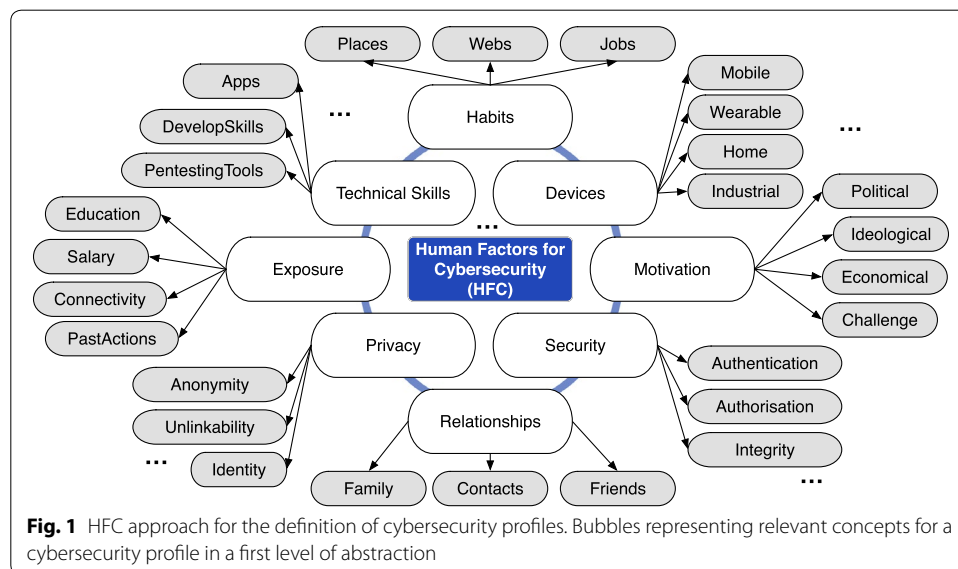 Places
Webs
Jobs
Apps
Mobile
...
Habits
Wearable
...
DevelopSkills
Home
PentestingTools
Technical Skills
Devices
Industrial
Political
Education
...
Ideological
Salary
Exposure
Human Factors for
Cybersecurity
(HFC)
Motivation
Economical
Connectivity
Challenge
PastActions
Privacy
Security
Authentication
Anonymity
Authorisation
Unlinkability
Relationships
Integrity
...
Identity
...
Family
Contacts
Friends
Fig. 1 HFC approach for the definition of cybersecurity profiles. Bubbles representing relevant concepts for a
cybersecurity profile in a first level of abstraction